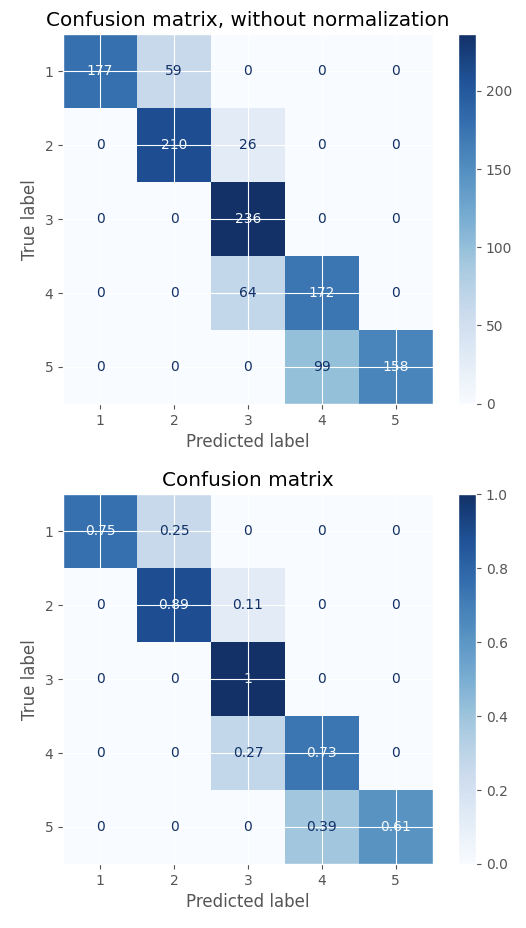 Confusion matrix, without normalization
1 177 59 0 0 0
2 0 210 26 0 0
3 0 0 236 0 0
4 0 0 64 172 0
5 0 0 0 99 158
1 2 3 4 5
True label
Predicted label
200
150
100
50
0
Confusion matrix
1 0.75 0.25 0 0 0
2 0 0.89 0.11 0 0
3 0 0 1 0 0
4 0 0 0.27 0.73 0
5 0 0 0 0.39 0.61
1 2 3 4 5
True label
Predicted label
1.0
0.8
0.6
0.4
0.2
0.0